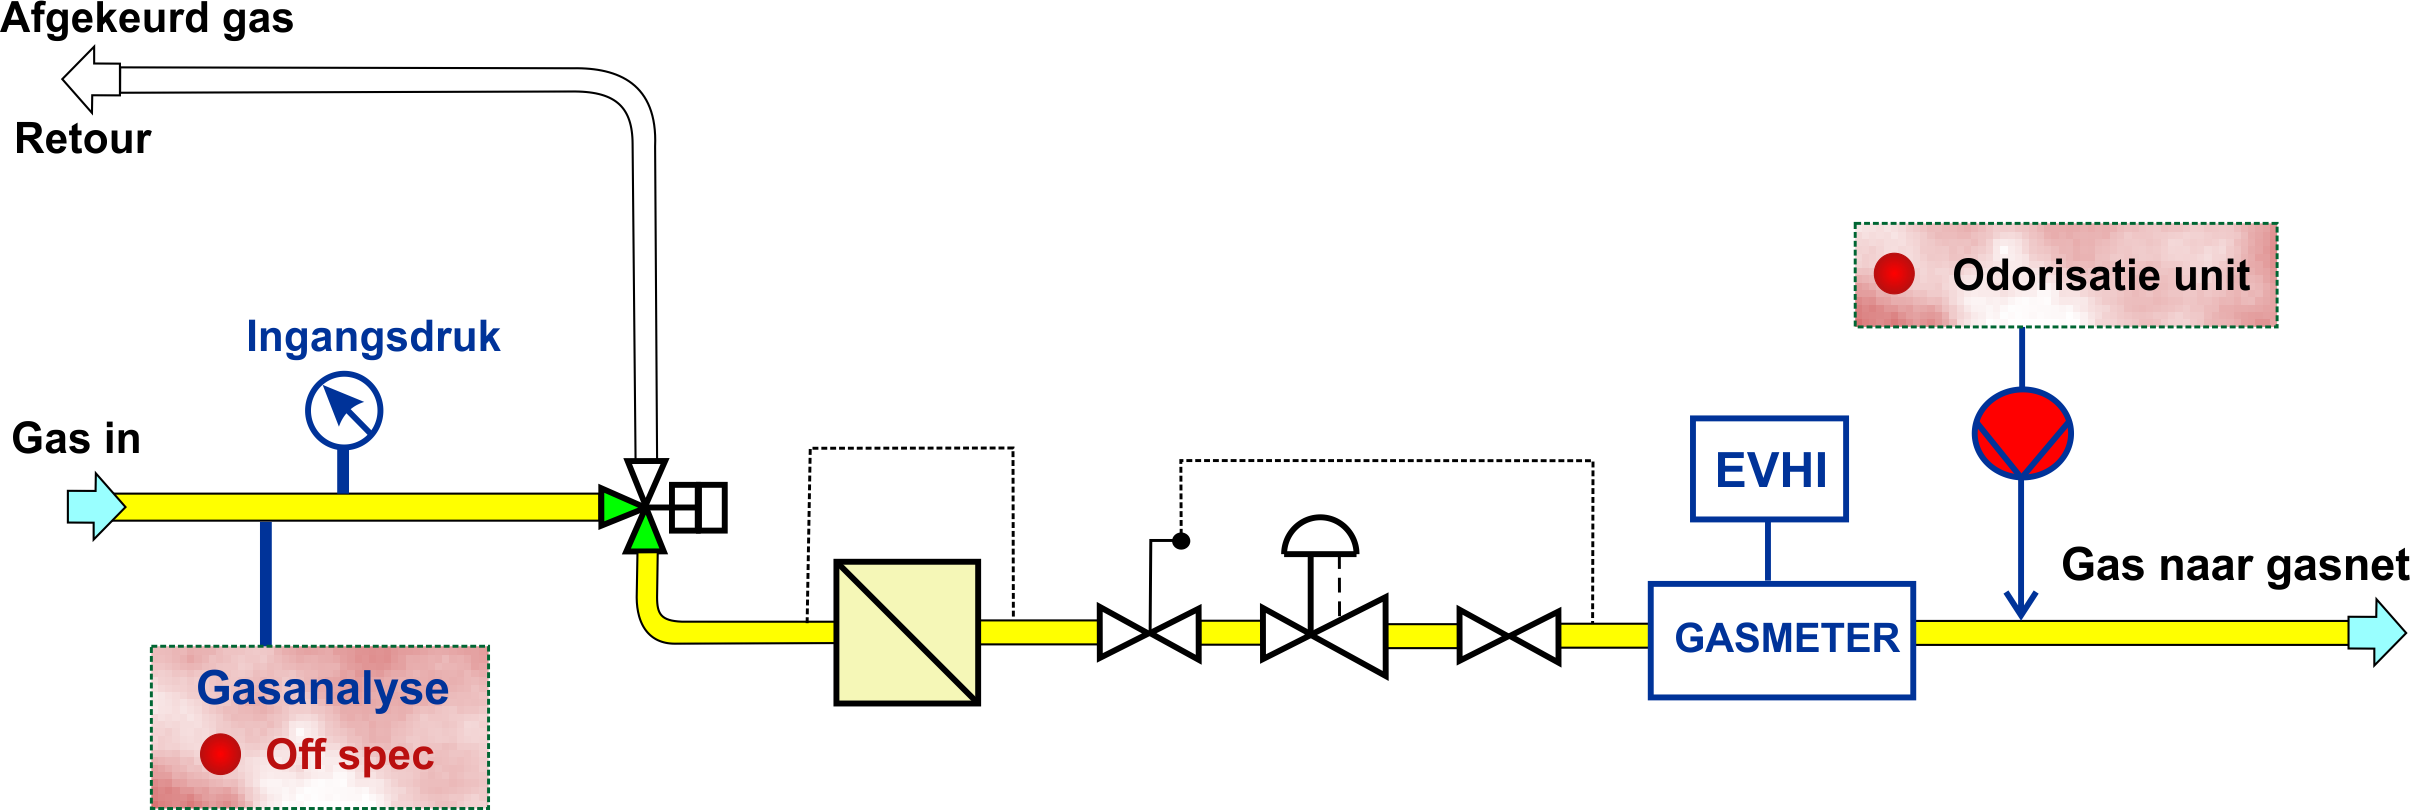 Afgekeurd gas
Retour
Ingangsdruk
Gas in
Gasanalyse
Off spec
EVHI
GASMETER
Odorisatie unit
Gas naar gasnet